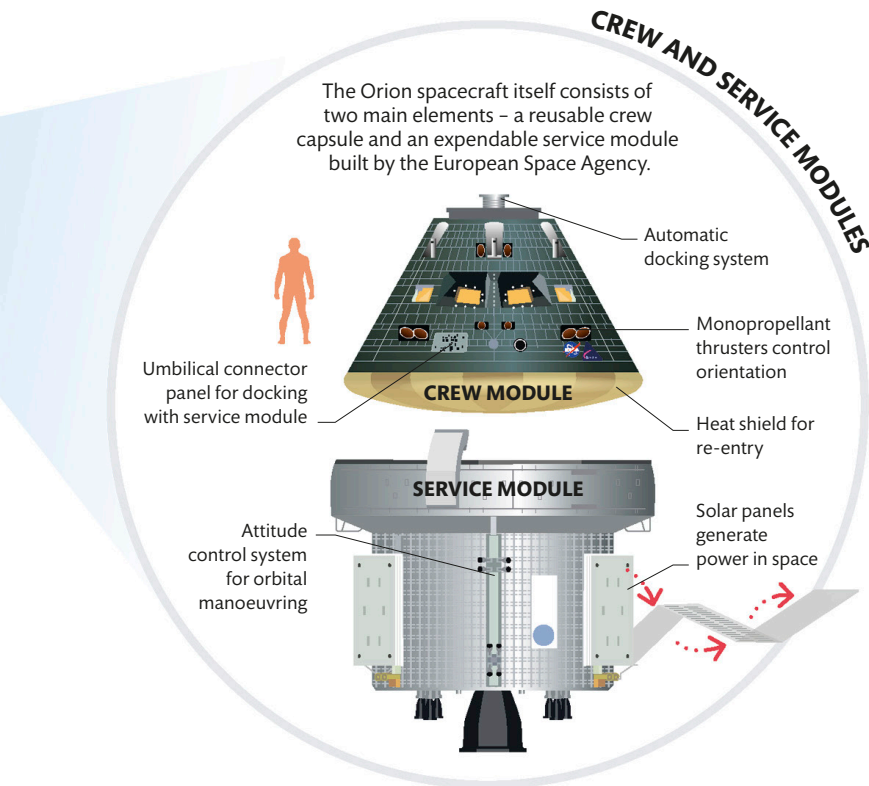 CREW AND SERVICE MODULES
The Orion spacecraft itself consists of
two main elements – a reusable crew
capsule and an expendable service module
built by the European Space Agency.
Automatic
docking system
Monopropellant
thrusters control
orientation
Umbilical connector
panel for docking
with service module
CREW MODULE
Heat shield for
re-entry
SERVICE MODULE
Attitude
control system
for orbital
manoeuvring
Solar panels
generate
power in space